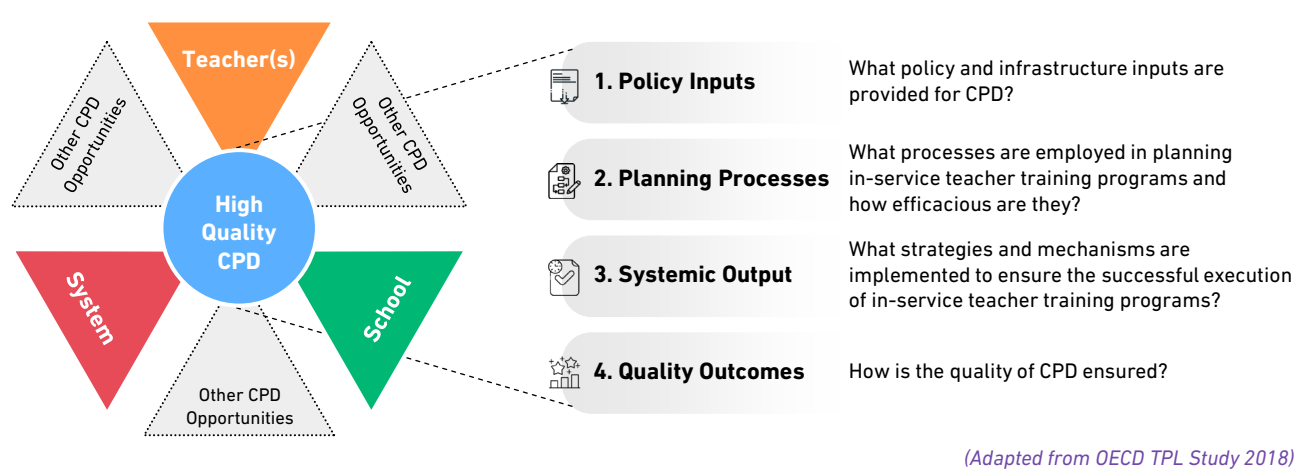 Teacher(s)
Other CPD
Opportunities
Other CPD
Opportunities
High
Quality
CPD
System
School
Other CPD
Opportunities
1. Policy Inputs
What policy and infrastructure inputs are
provided for CPD?
2. Planning Processes
What processes are employed in planning
in-service teacher training programs and
how efficacious are they?
3. Systemic Output
What strategies and mechanisms are
implemented to ensure the successful execution
of in-service teacher training programs?
4. Quality Outcomes
How is the quality of CPD ensured?
(Adapted from OECD TPL Study 2018)